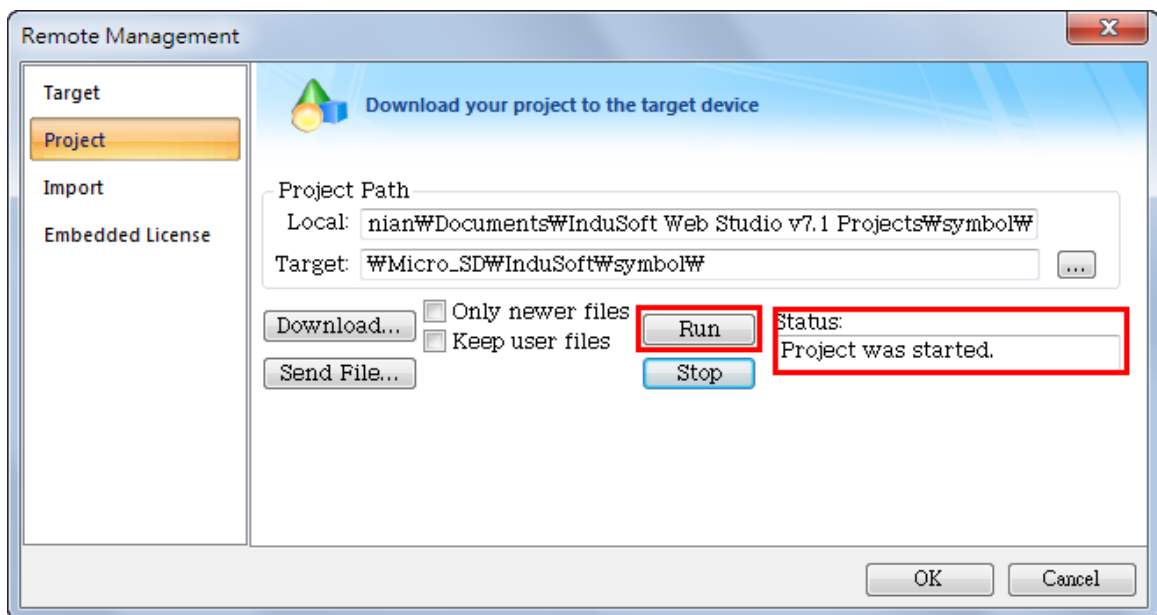 Remote Management
Target
Project
Import
Embedded License
Download your project to the target device
Project Path
Local: nian₩Documents₩InduSoft Web Studio v7.1 Projects₩symbol₩
Target: ₩Micro_SD₩InduSoft₩symbol₩
...
Download...
Only newer files
Keep user files
Run
Status:
Project was started.
Send File...
Stop
OK
Cancel